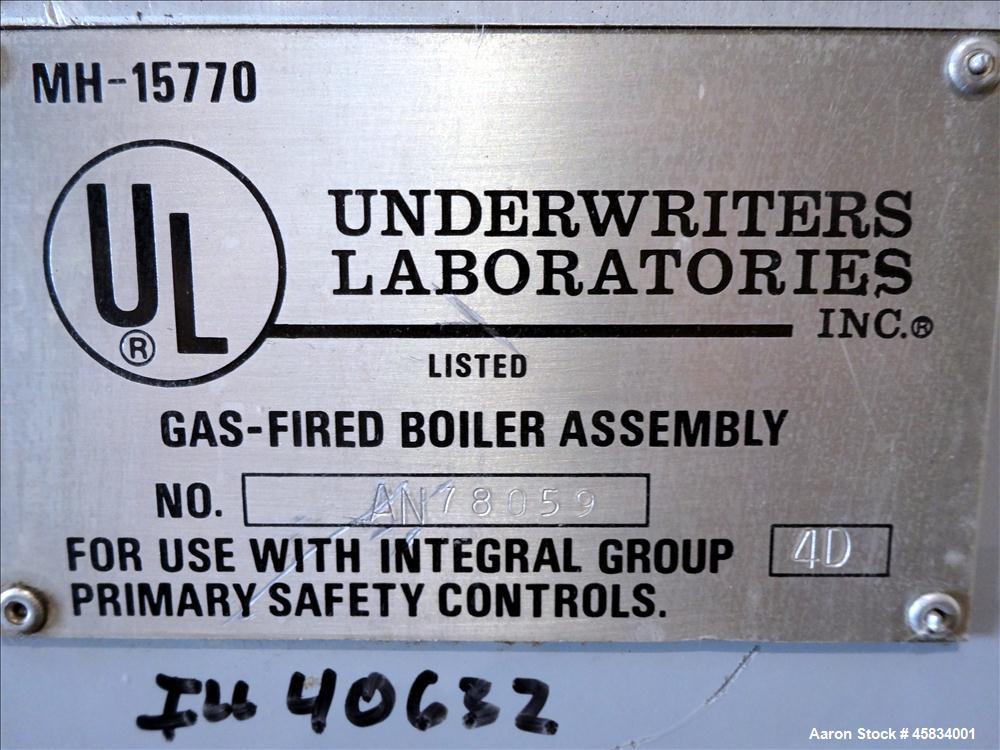 MH-15770
UL®
UNDERWRITERS
LABORATORIES
INC.®
LISTED
GAS-FIRED BOILER ASSEMBLY
NO. AN78059
FOR USE WITH INTEGRAL GROUP 4D
PRIMARY SAFETY CONTROLS.
IU 40632
Aaron Stock # 45834001